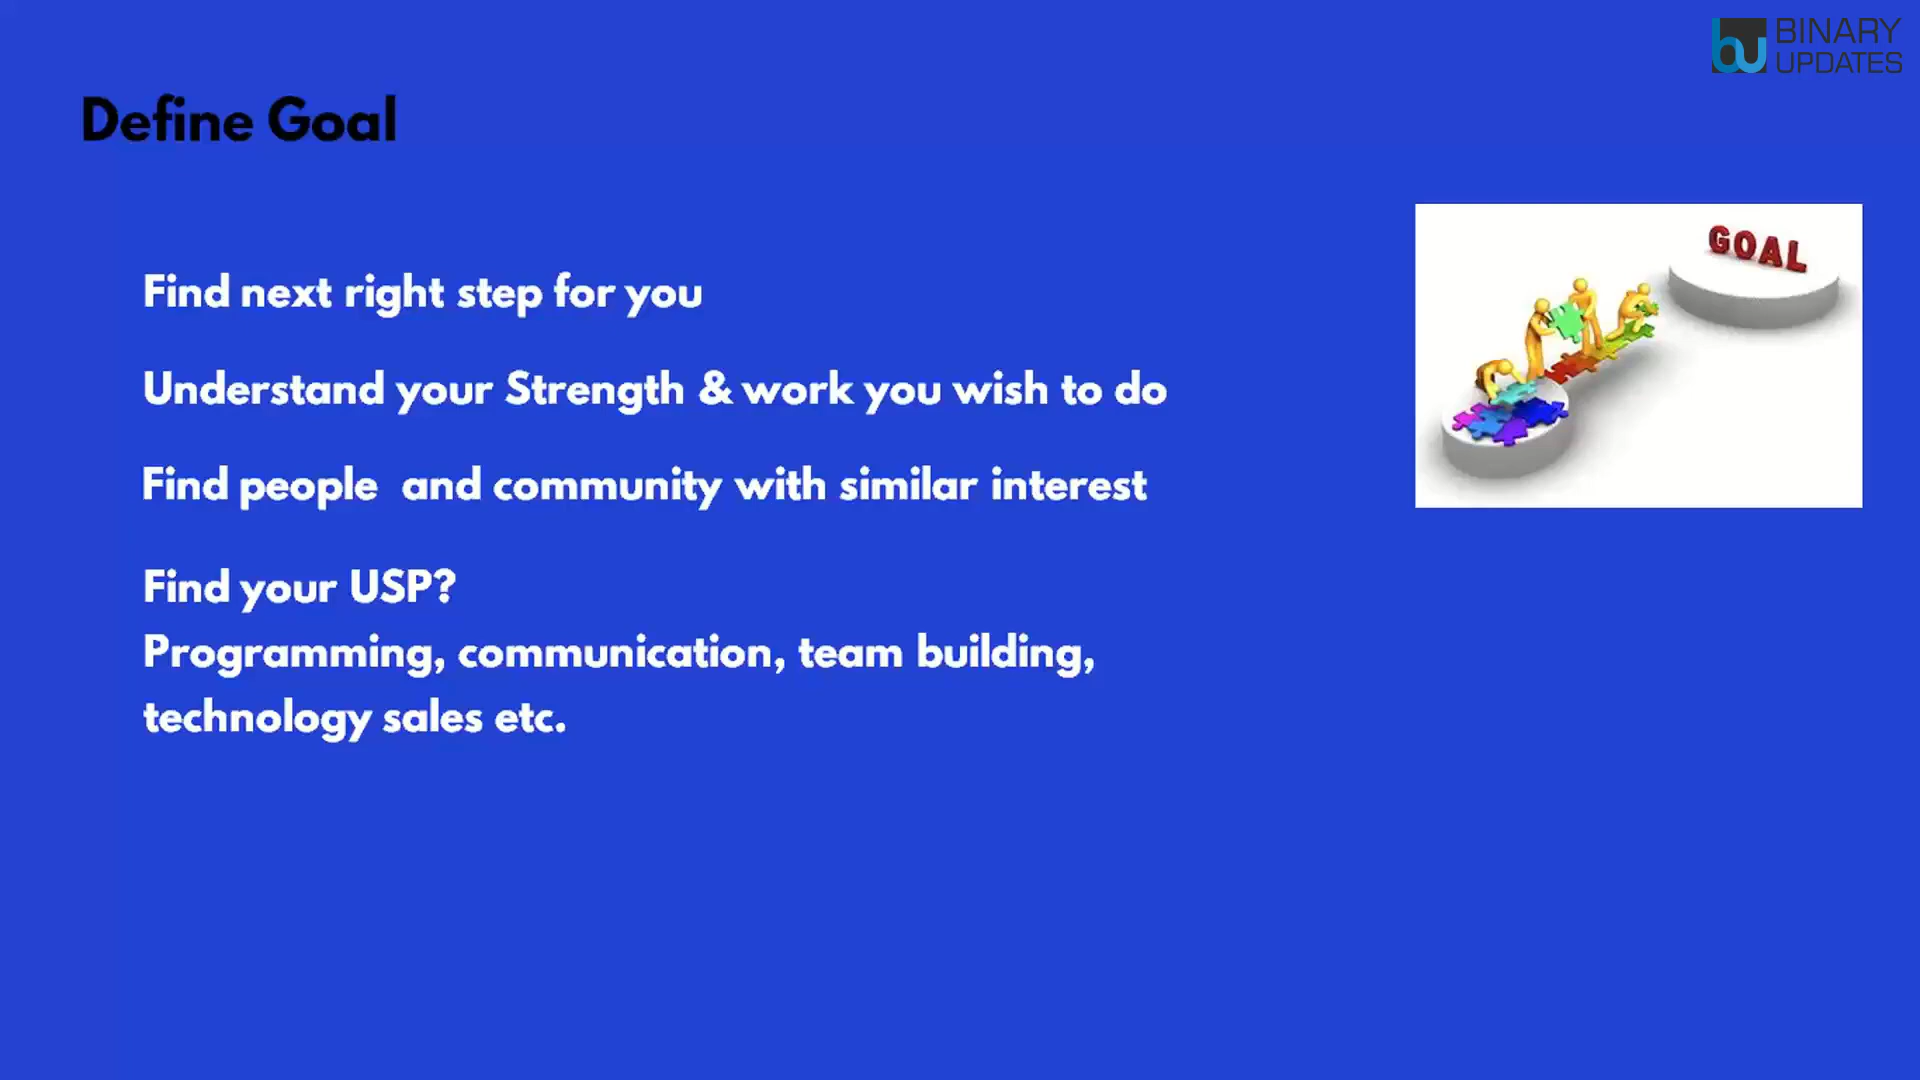 BINARY
UPDATES
Define Goal
GOAL
Find next right step for you
Understand your Strength & work you wish to do
Find people and community with similar interest
Find your USP?
Programming, communication, team building,
technology sales etc.